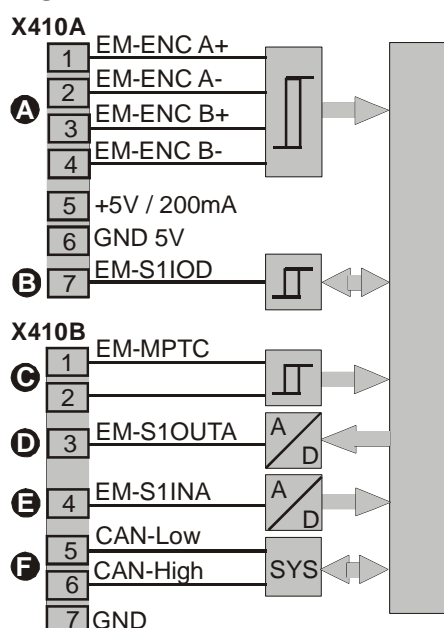 X410A
1 EM-ENC A+
2 EM-ENC A-
A
3 EM-ENC B+
4 EM-ENC B-
5 +5V / 200mA
6 GND 5V
B 7 EM-S1IOD
X410B
1 EM-MPTC
C
2
D 3 EM-S1OUTA A/D
E 4 EM-S1INA A/D
5 CAN-Low
F SYS
6 CAN-High
7 GND